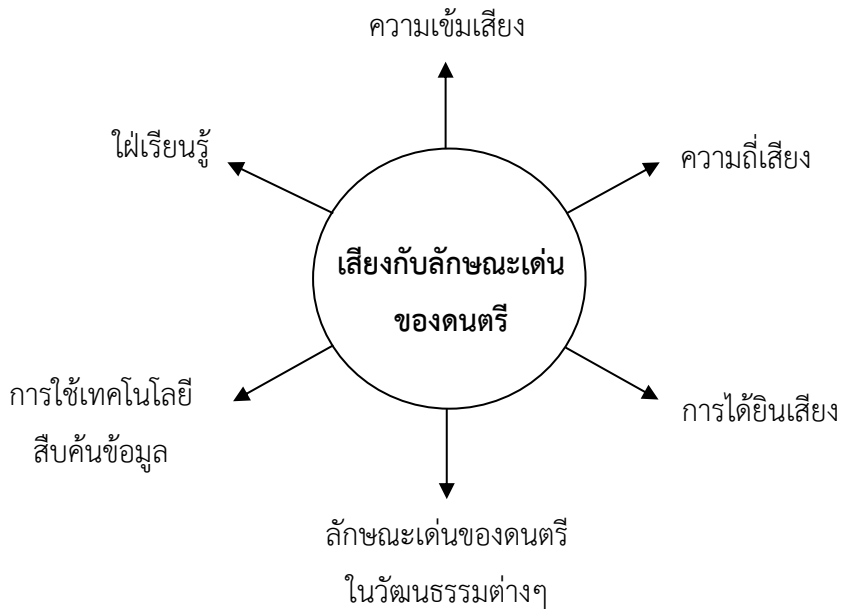 ความเข้มเสียง
ใฝ่เรียนรู้
ความถี่เสียง
เสียงกับลักษณะเด่น
ของดนตรี
การใช้เทคโนโลยี
สืบค้นข้อมูล
การได้ยินเสียง
ลักษณะเด่นของดนตรี
ในวัฒนธรรมต่างๆ